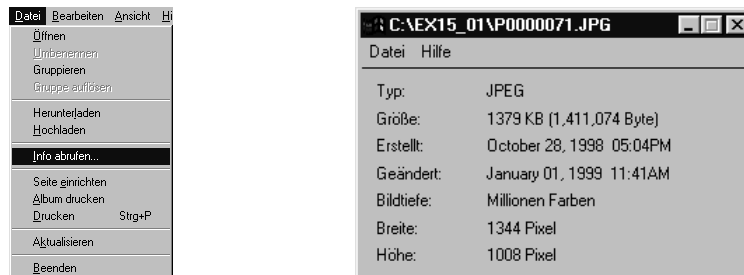 Datei Bearbeiten Ansicht Hi
Öffnen
Umbenennen
Gruppieren
Gruppe auflösen
Herunterladen
Hochladen
Info abrufen...
Seite einrichten
Album drucken
Drucken Strg+P
Aktualisieren
Beenden
C:\EX15_01\P0000071.JPG
Datei Hilfe
Typ: JPEG
Größe: 1379 KB (1,411,074 Byte)
Erstellt: October 28, 1998 05:04PM
Geändert: January 01, 1999 11:41AM
Bildtiefe: Millionen Farben
Breite: 1344 Pixel
Höhe: 1008 Pixel